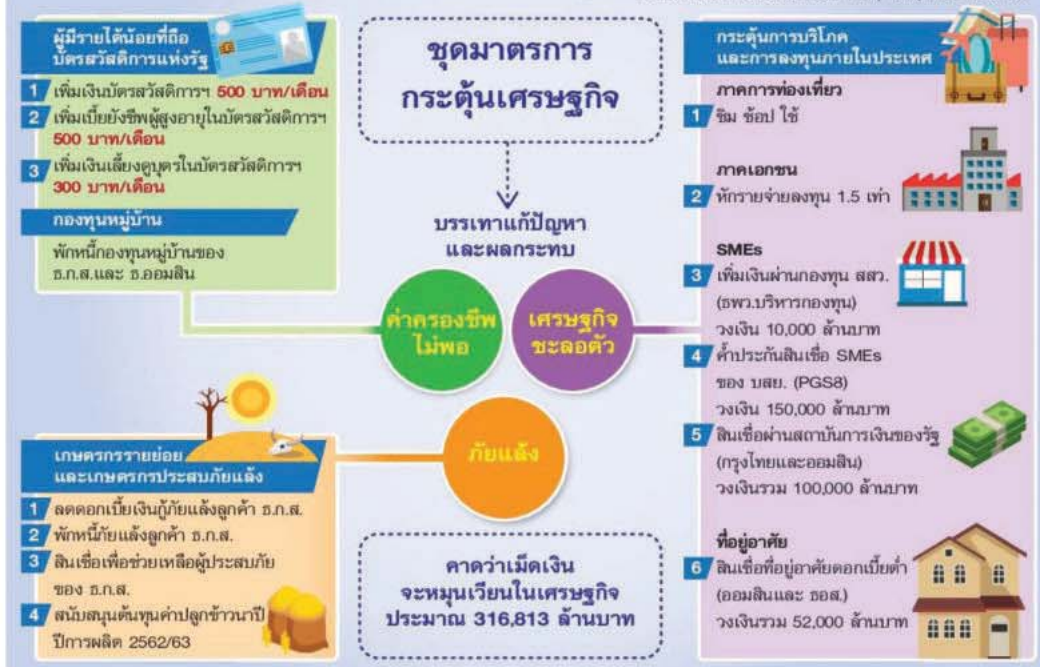 ผู้มีรายได้น้อยที่ถือ
บัตรสวัสดิการแห่งรัฐ
1 เพิ่มเงินบัตรสวัสดิการฯ 500 บาท/เดือน
2 เพิ่มเบี้ยยังชีพผู้สูงอายุในบัตรสวัสดิการฯ
500 บาท/เดือน
3 เพิ่มเงินเลี้ยงดูบุตรในบัตรสวัสดิการฯ
300 บาท/เดือน
กองทุนหมู่บ้าน
พักหนี้กองทุนหมู่บ้านของ
ธ.ก.ส.และ ธ.ออมสิน
ชุดมาตรการ
กระตุ้นเศรษฐกิจ
บรรเทาแก้ปัญหา
และผลกระทบ
ค่าครองชีพ
ไม่พอ
เศรษฐกิจ
ชะลอตัว
ภัยแล้ง
เกษตรกรรายย่อย
และเกษตรกรประสบภัยแล้ง
1 ลดดอกเบี้ยเงินกู้ภัยแล้งลูกค้า ธ.ก.ส.
2 พักหนี้ภัยแล้งลูกค้า ธ.ก.ส.
3 สินเชื่อเพื่อช่วยเหลือผู้ประสบภัย
ของ ธ.ก.ส.
4 สนับสนุนต้นทุนค่าปลูกข้าวนาปี
ปีการผลิต 2562/63
คาดว่าเม็ดเงิน
จะหมุนเวียนในเศรษฐกิจ
ประมาณ 316,813 ล้านบาท
กระตุ้นการบริโภค
และการลงทุนภายในประเทศ
ภาคการท่องเที่ยว
1 ชิม ช้อป ใช้
ภาคเอกชน
2 หักรายจ่ายลงทุน 1.5 เท่า
SMEs
3 เพิ่มเงินผ่านกองทุน สสว.
(ธพว.บริหารกองทุน)
วงเงิน 10,000 ล้านบาท
4 ค้ำประกันสินเชื่อ SMEs
ของ บสย. (PGS8)
วงเงิน 150,000 ล้านบาท
5 สินเชื่อผ่านสถาบันการเงินของรัฐ
(กรุงไทยและออมสิน)
วงเงินรวม 100,000 ล้านบาท
ที่อยู่อาศัย
6 สินเชื่อที่อยู่อาศัยดอกเบี้ยต่ำ
(ออมสินและ ธอส.)
วงเงินรวม 52,000 ล้านบาท